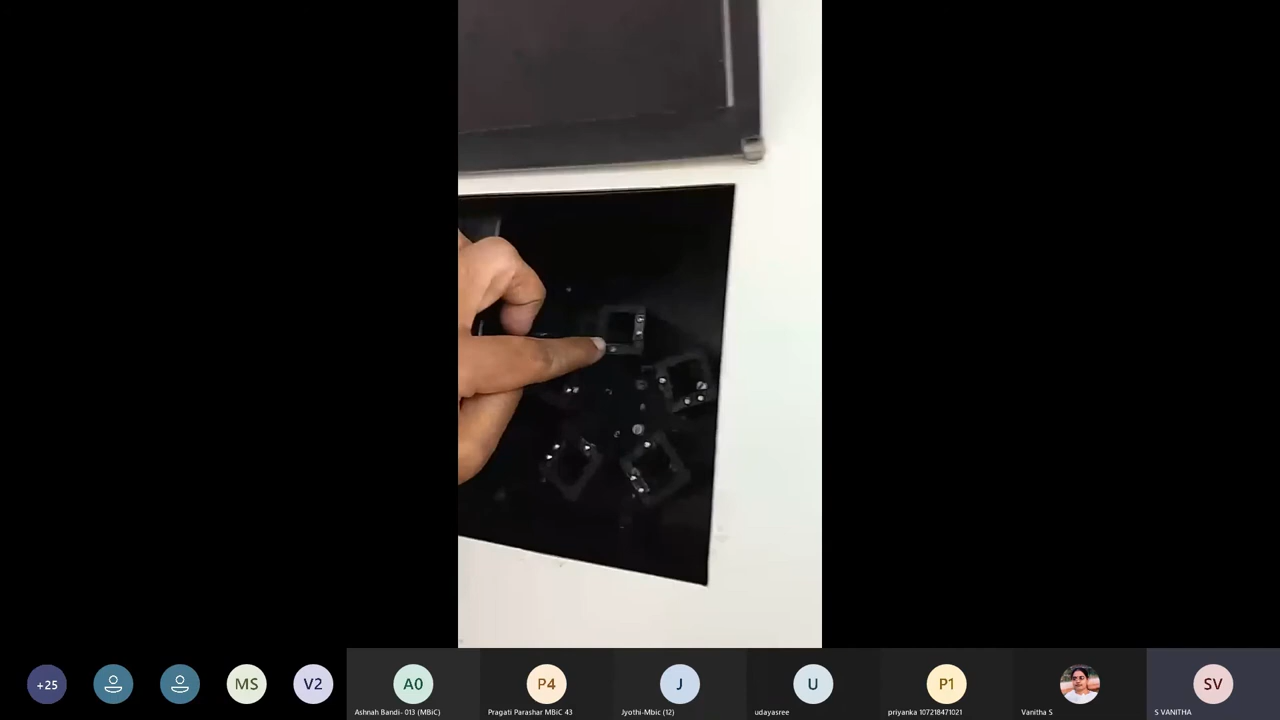 +25
MS
V2
A0
P4
J
U
P1
SV
Ashnah Bandi- 013 (MBiC)
Pragati Parashar MBiC 43
Jyothi-Mbic (12)
udayasree
priyanka 107218471021
Vanitha S
S VANITHA